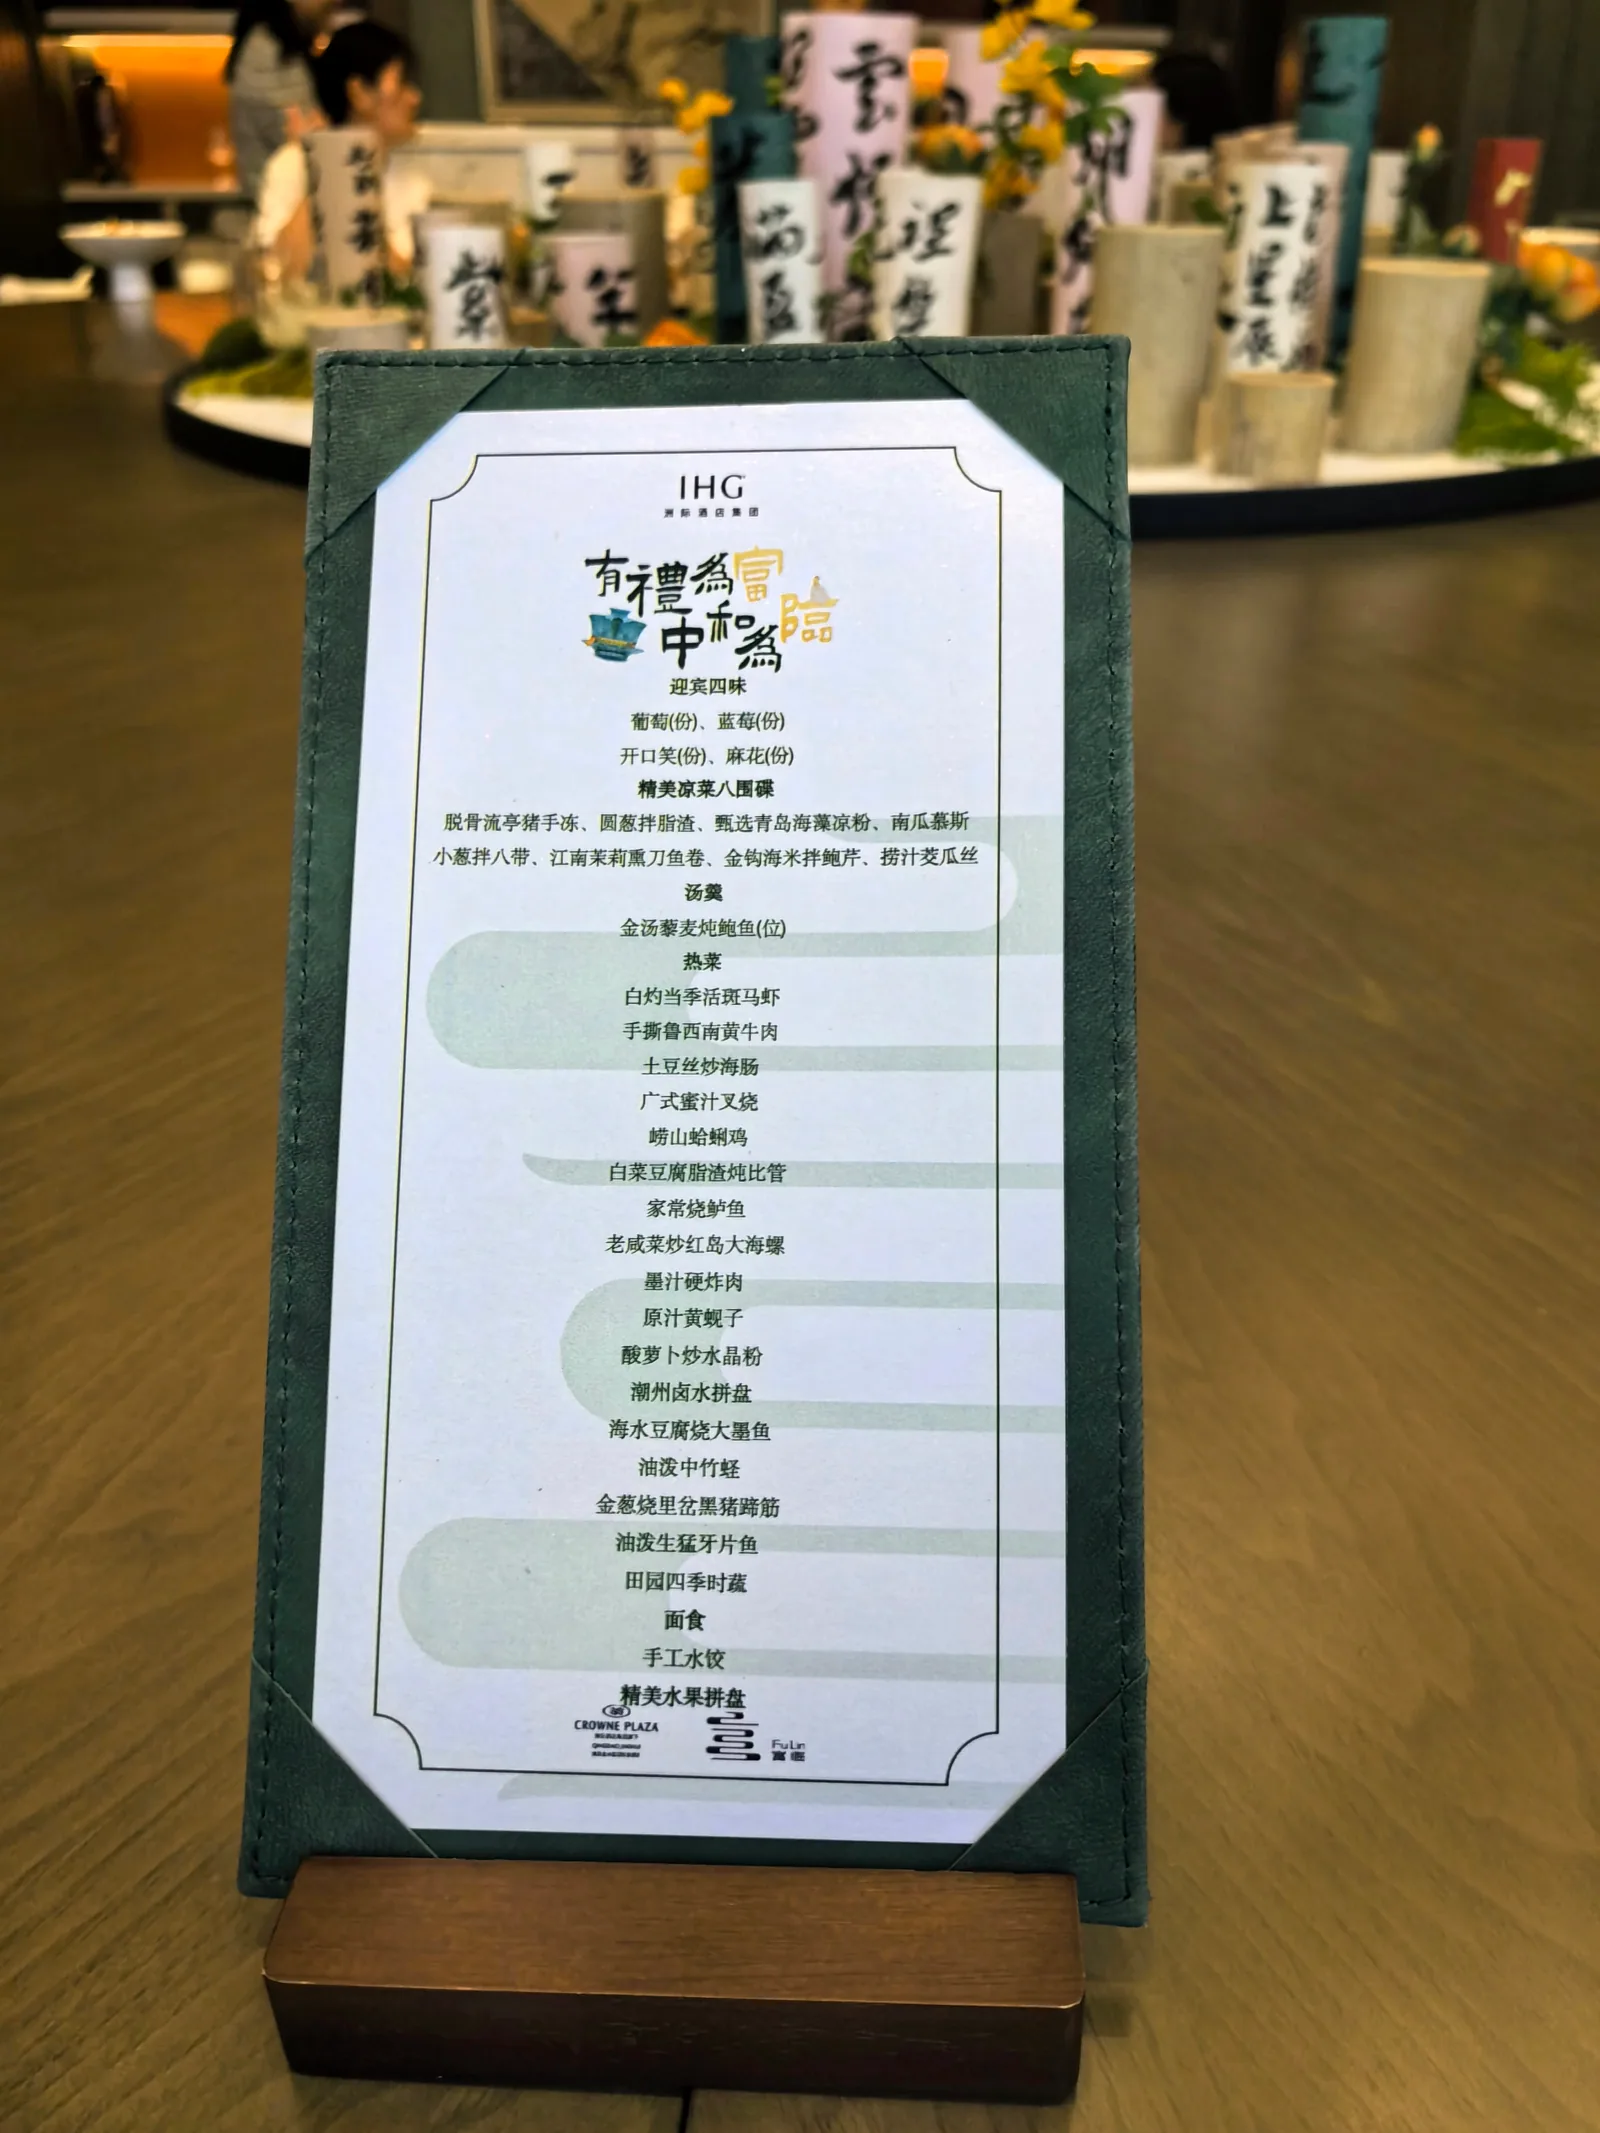 雲
紫
上星辰
IHG
洲际酒店集团
有禮為富
中和為臨
迎宾四味
葡萄(份)、蓝莓(份)
开口笑(份)、麻花(份)
精美凉菜八围碟
脱骨流亭猪手冻、圆葱拌脂渣、甄选青岛海藻凉粉、南瓜慕斯
小葱拌八带、江南茉莉熏刀鱼卷、金钩海米拌鲍芹、捞汁茭瓜丝
汤羹
金汤藜麦炖鲍鱼(位)
热菜
白灼当季活斑马虾
手撕鲁西南黄牛肉
土豆丝炒海肠
广式蜜汁叉烧
崂山蛤蜊鸡
白菜豆腐脂渣炖比管
家常烧鲈鱼
老咸菜炒红岛大海螺
墨汁硬炸肉
原汁黄蚬子
酸萝卜炒水晶粉
潮州卤水拼盘
海水豆腐烧大墨鱼
油泼中竹蛏
金葱烧里岔黑猪蹄筋
油泼生猛牙片鱼
田园四季时蔬
面食
手工水饺
精美水果拼盘
CROWNE PLAZA
FuLin
富临